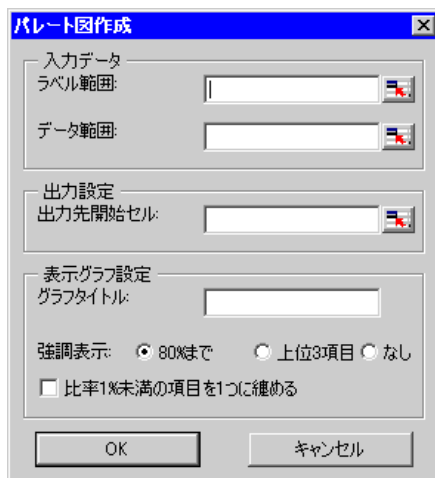 パレート図作成
入力データ
ラベル範囲:
データ範囲:
出力設定
出力先開始セル:
表示グラフ設定
グラフタイトル:
強調表示: 80%まで 上位3項目 なし
比率1%未満の項目を1つに纏める
OK キャンセル